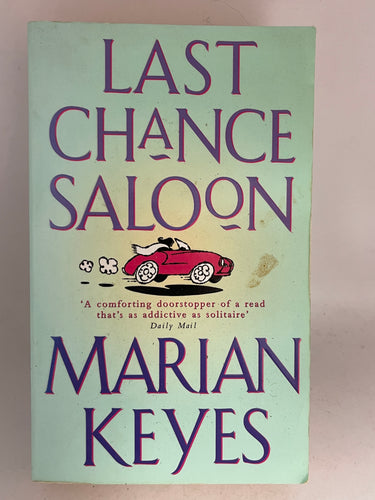 LAST
CHANCE
SALOON
'A comforting doorstopper of a read
that's as addictive as solitaire'
Daily Mail
MARIAN
KEYES